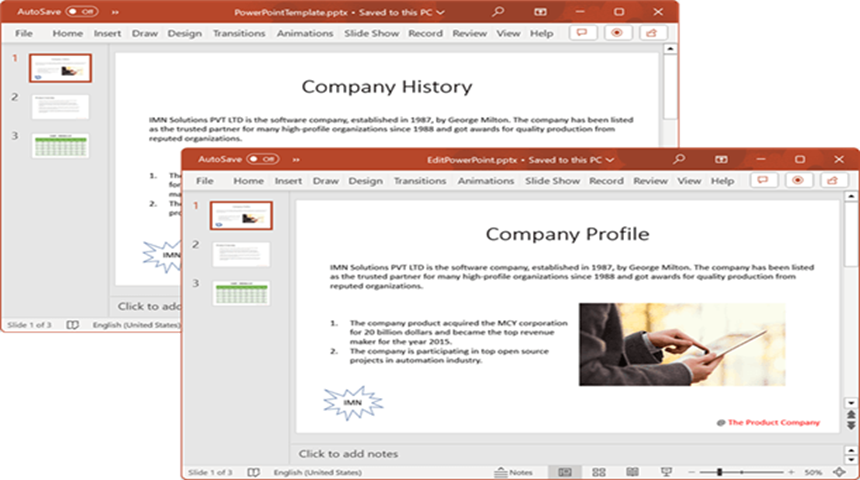 AutoSave Off PowerPointTemplate.pptx • Saved to this PC
File Home Insert Draw Design Transitions Animations Slide Show Record Review View Help
1
2
3
Company History
IMN Solutions PVT LTD is the software company, established in 1987, by George Milton. The company has been listed
as the trusted partner for many high-profile organizations since 1988 and got awards for quality production from
reputed organizations.
1. The
for
ma
2. The
pro
IMN
Click to add
Slide 1 of 3 English (United States)
AutoSave Off EditPowerPoint.pptx • Saved to this PC
File Home Insert Draw Design Transitions Animations Slide Show Record Review View Help
1
2
3
Company Profile
IMN Solutions PVT LTD is the software company, established in 1987, by George Milton. The company has been listed
as the trusted partner for many high-profile organizations since 1988 and got awards for quality production from
reputed organizations.
1. The company product acquired the MCY corporation
for 20 billion dollars and became the top revenue
maker for the year 2015.
2. The company is participating in top open source
projects in automation industry.
IMN
@ The Product Company
Click to add notes
Slide 1 of 3 English (United States) Notes 50%